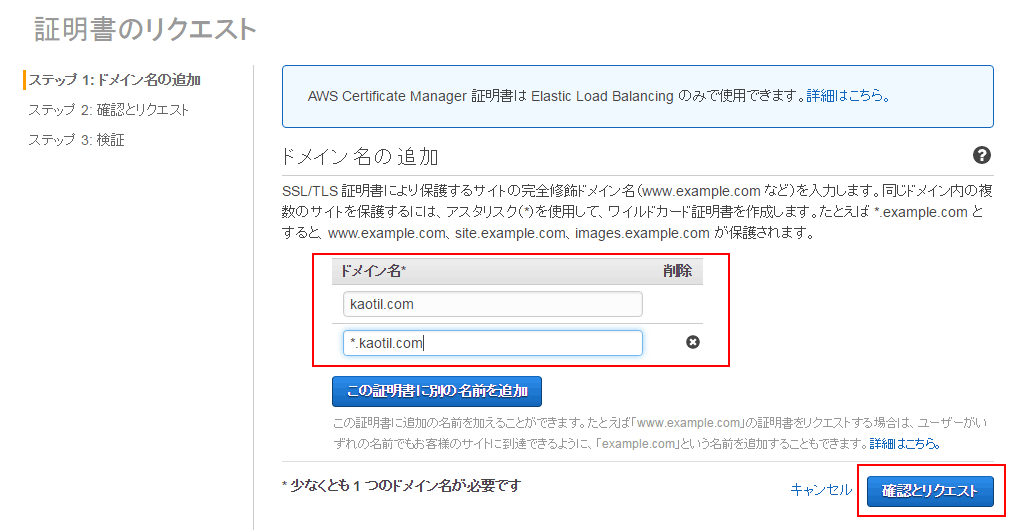 証明書のリクエスト
ステップ 1: ドメイン名の追加
ステップ 2: 確認とリクエスト
ステップ 3: 検証
AWS Certificate Manager 証明書は Elastic Load Balancing のみで使用できます。詳細はこちら。
ドメイン名の追加
SSL/TLS 証明書により保護するサイトの完全修飾ドメイン名（www.example.com など）を入力します。同じドメイン内の複
数のサイトを保護するには、アスタリスク(*)を使用して、ワイルドカード証明書を作成します。たとえば *.example.com と
すると、www.example.com、site.example.com、images.example.com が保護されます。
ドメイン名* 削除
kaotil.com
*.kaotil.com
この証明書に別の名前を追加
この証明書に追加の名前を加えることができます。たとえば「www.example.com」の証明書をリクエストする場合は、ユーザーがい
ずれの名前でもお客様のサイトに到達できるように、「example.com」という名前を追加することもできます。詳細はこちら。
* 少なくとも 1 つのドメイン名が必要です
キャンセル 確認とリクエスト